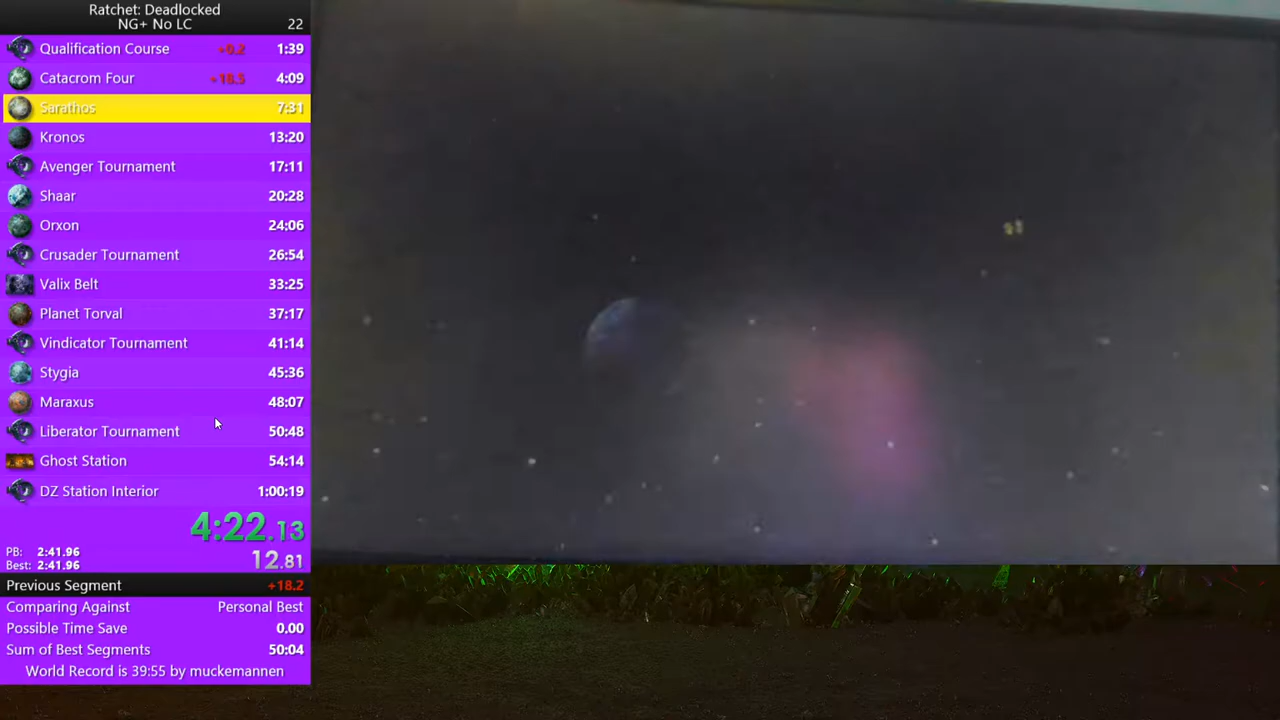 Ratchet: Deadlocked
NG+ No LC 22
Qualification Course +0.2 1:39
Catacrom Four +18.5 4:09
Sarathos 7:31
Kronos 13:20
Avenger Tournament 17:11
Shaar 20:28
Orxon 24:06
Crusader Tournament 26:54
Valix Belt 33:25
Planet Torval 37:17
Vindicator Tournament 41:14
Stygia 45:36
Maraxus 48:07
Liberator Tournament 50:48
Ghost Station 54:14
DZ Station Interior 1:00:19
4:22.13
PB: 2:41.96
Best: 2:41.96 12.81
Previous Segment +18.2
Comparing Against Personal Best
Possible Time Save 0.00
Sum of Best Segments 50:04
World Record is 39:55 by muckemannen